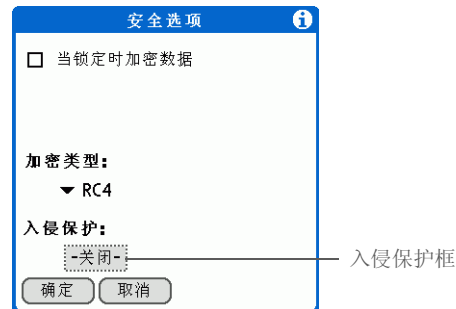 安全选项
当锁定时加密数据
加密类型:
RC4
入侵保护:
-关闭-
入侵保护框
确定 取消